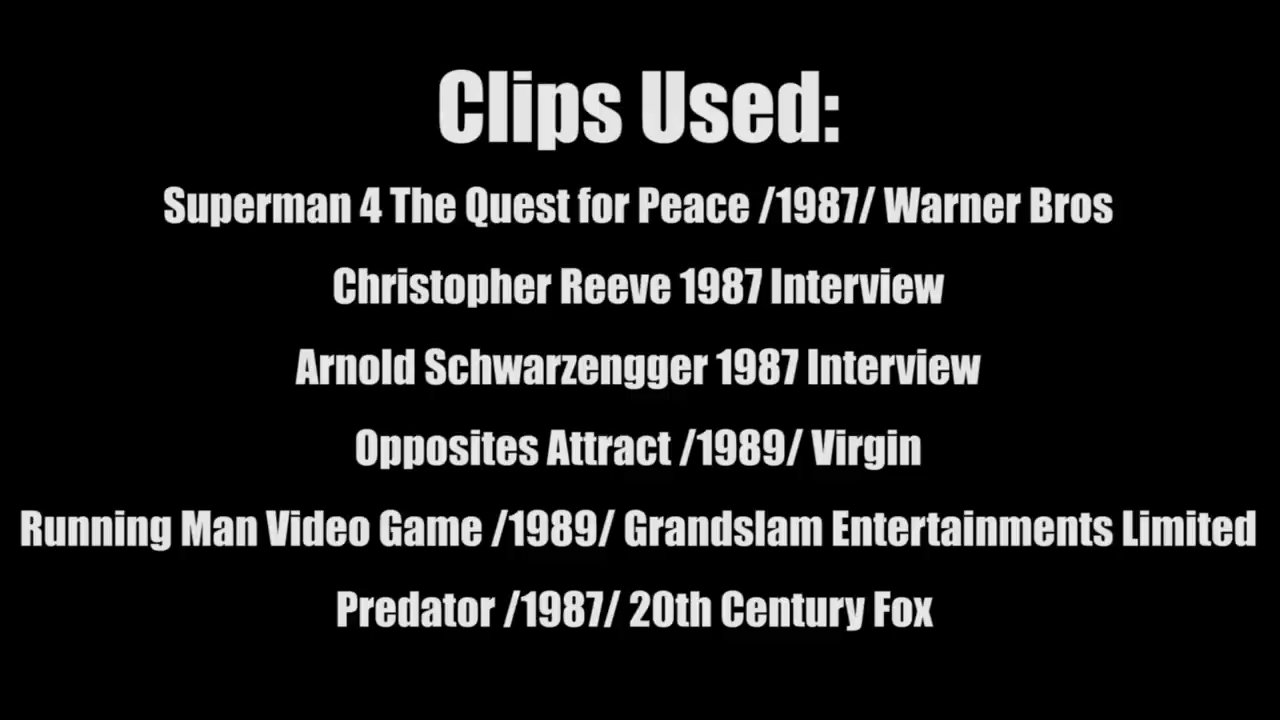 Clips Used:
Superman 4 The Quest for Peace /1987/ Warner Bros
Christopher Reeve 1987 Interview
Arnold Schwarzengger 1987 Interview
Opposites Attract /1989/ Virgin
Running Man Video Game /1989/ Grandslam Entertainments Limited
Predator /1987/ 20th Century Fox